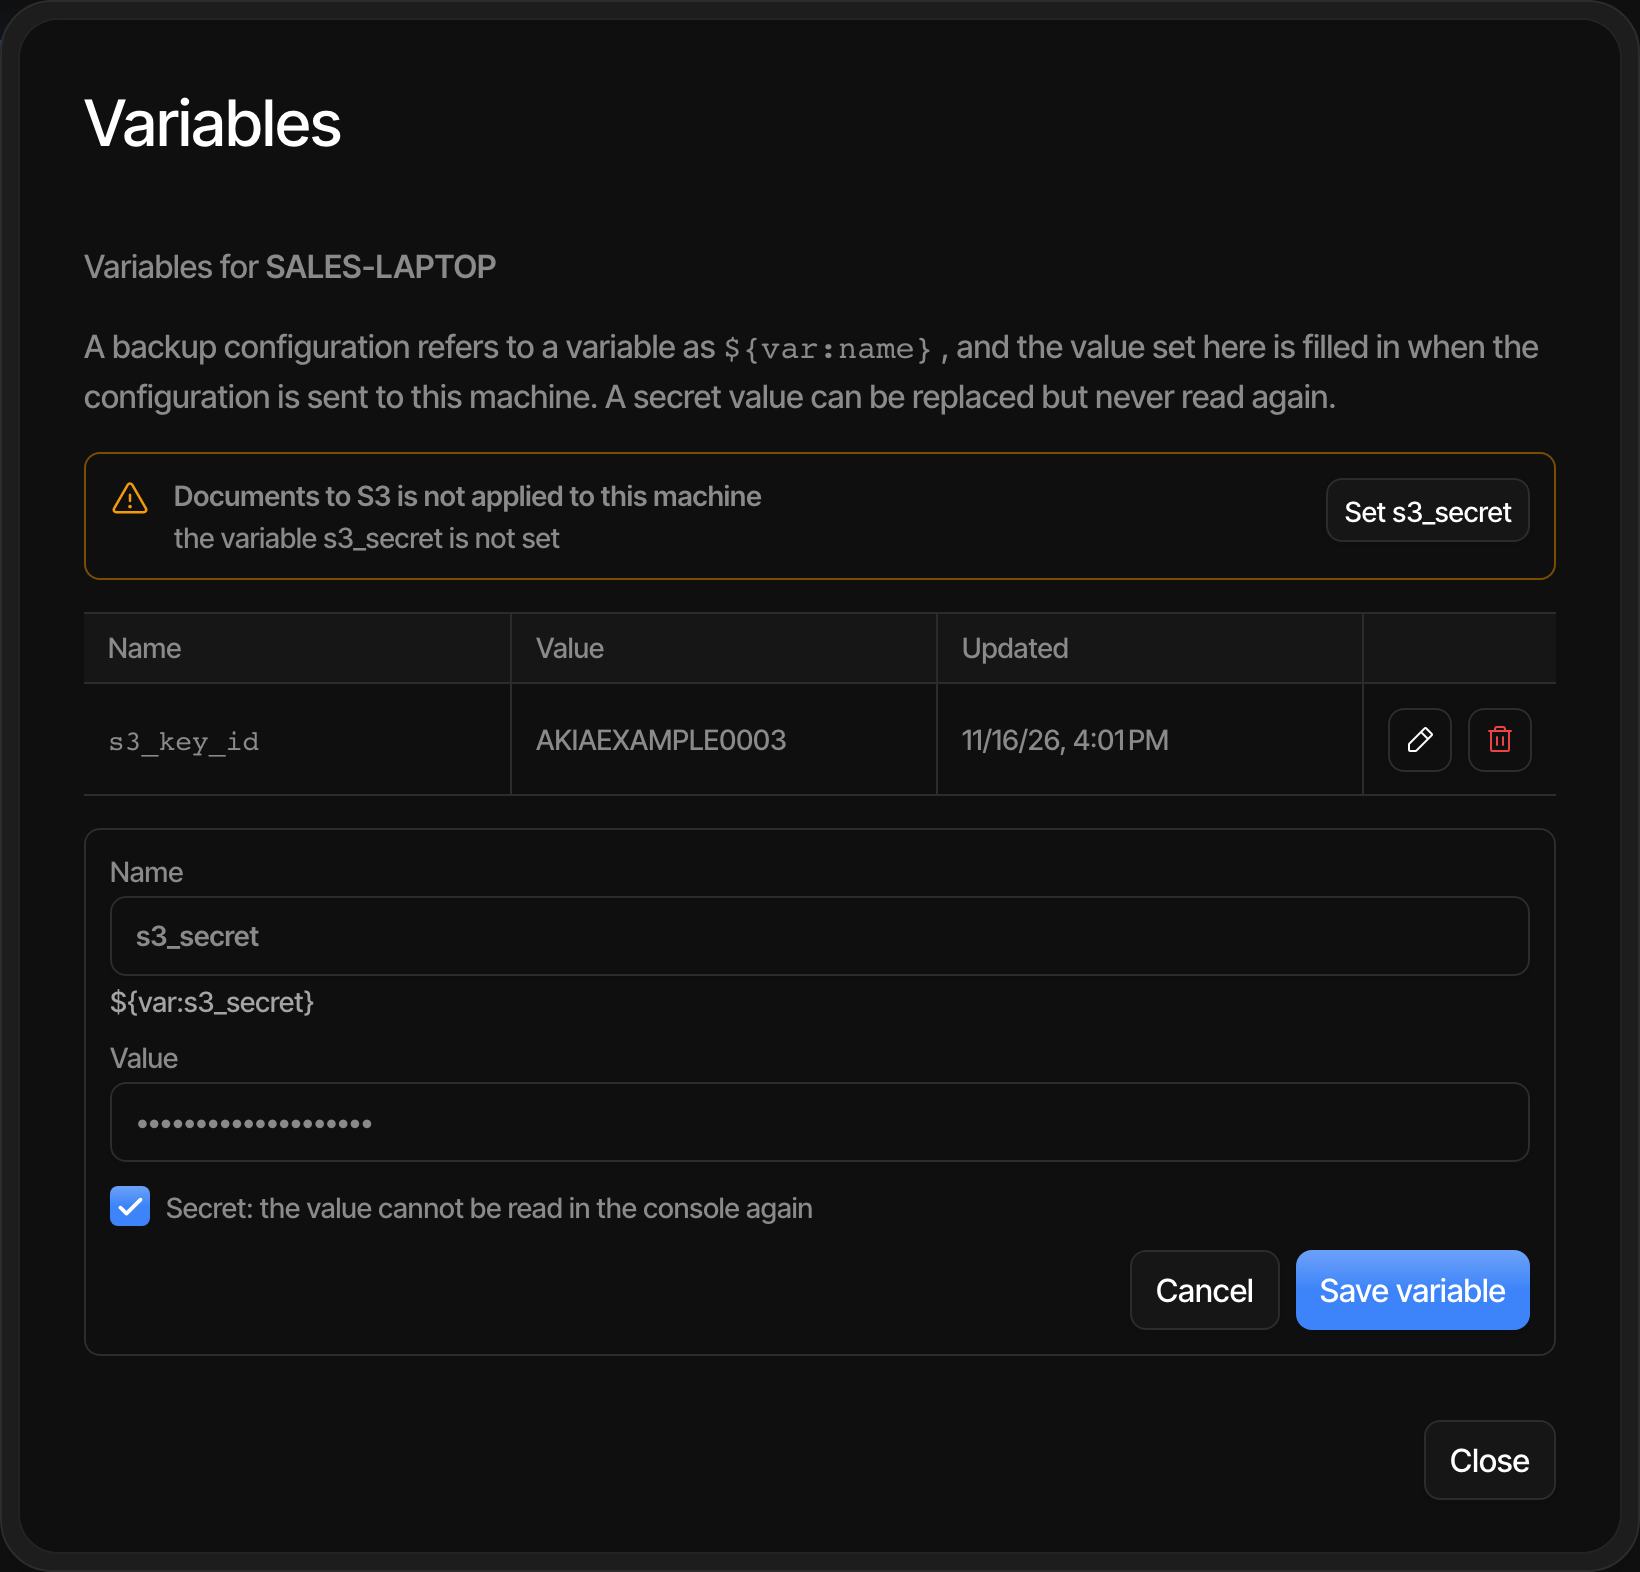 Variables
Variables for SALES-LAPTOP
A backup configuration refers to a variable as ${var:name} , and the value set here is filled in when the
configuration is sent to this machine. A secret value can be replaced but never read again.
Documents to S3 is not applied to this machine
the variable s3_secret is not set
Set s3_secret
Name Value Updated
s3_key_id AKIAEXAMPLE0003 11/16/26, 4:01 PM
Name
s3_secret
${var:s3_secret}
Value
••••••••••••••••••••
Secret: the value cannot be read in the console again
Cancel Save variable
Close